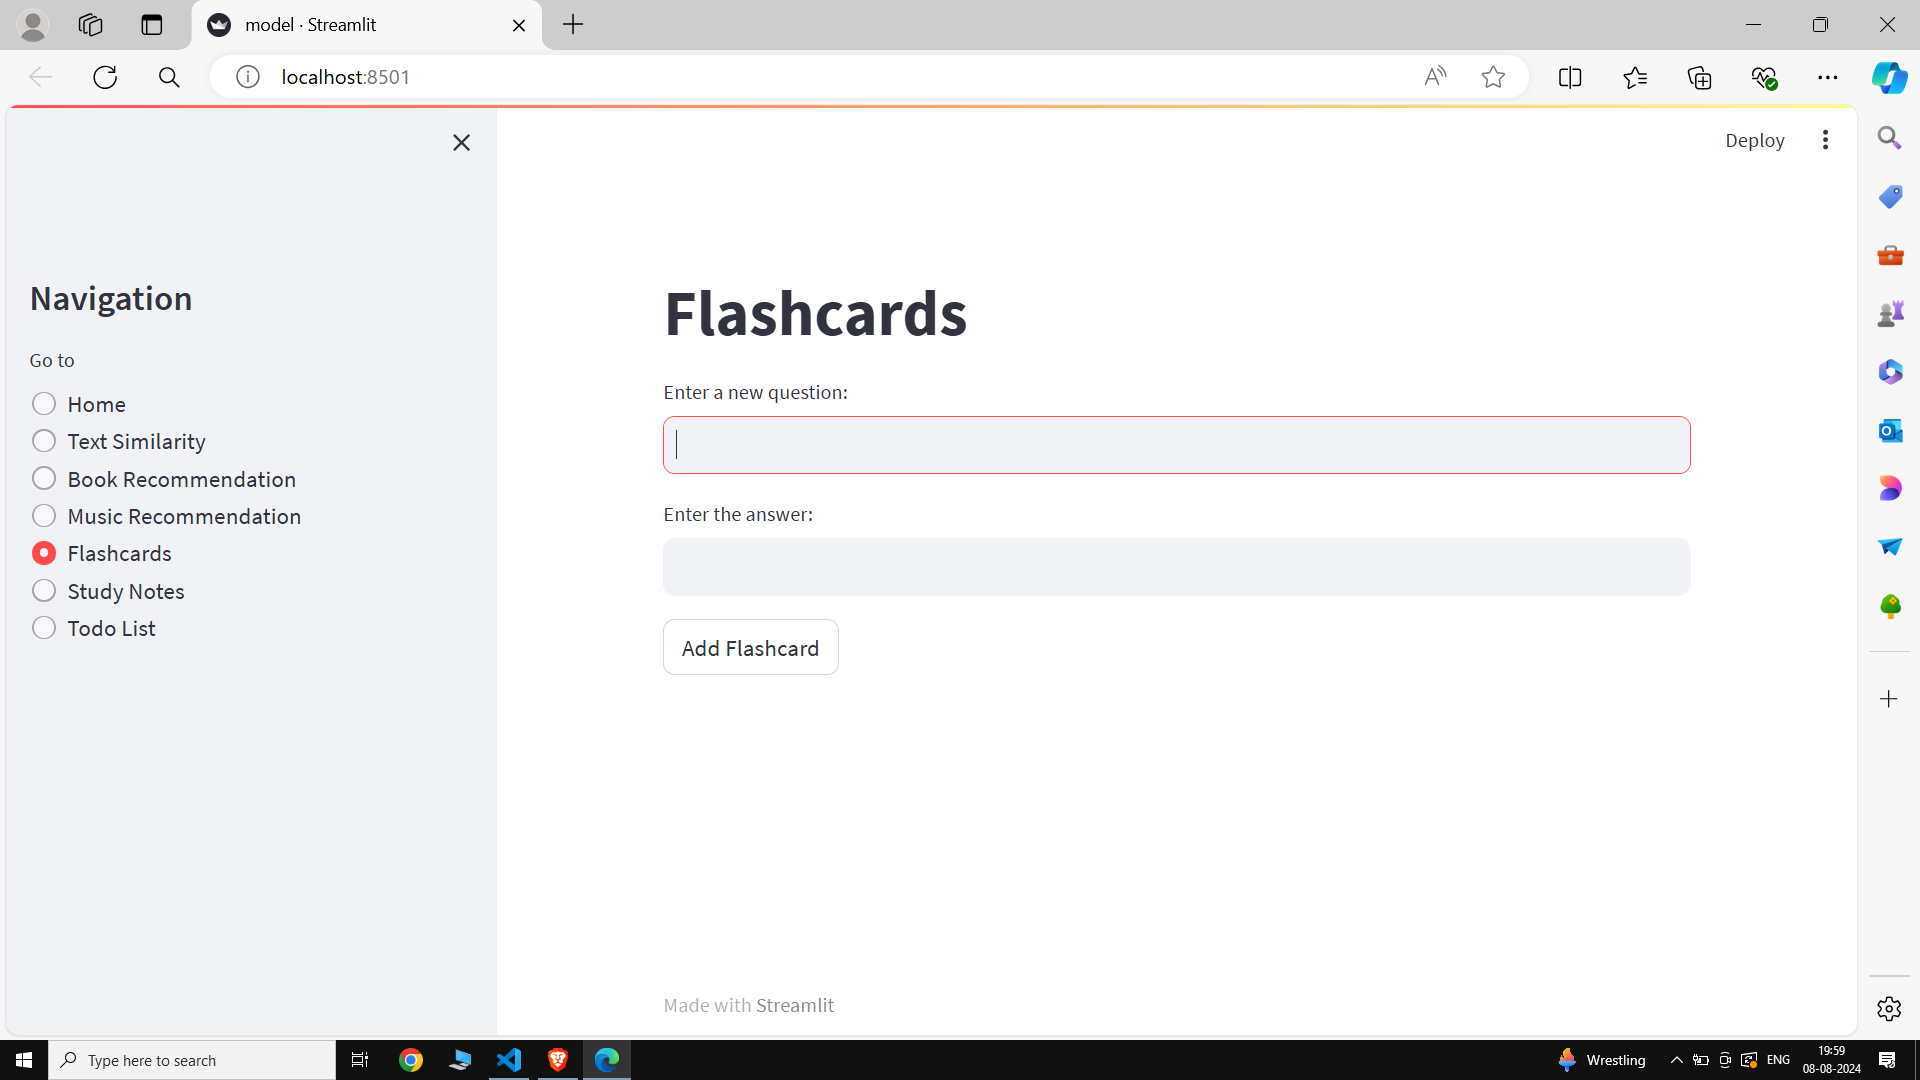 model · Streamlit
localhost:8501
Deploy
Navigation
Go to
Home
Text Similarity
Book Recommendation
Music Recommendation
Flashcards
Study Notes
Todo List
Flashcards
Enter a new question:
Enter the answer:
Add Flashcard
Made with Streamlit
Type here to search
Wrestling
ENG
19:59
08-08-2024